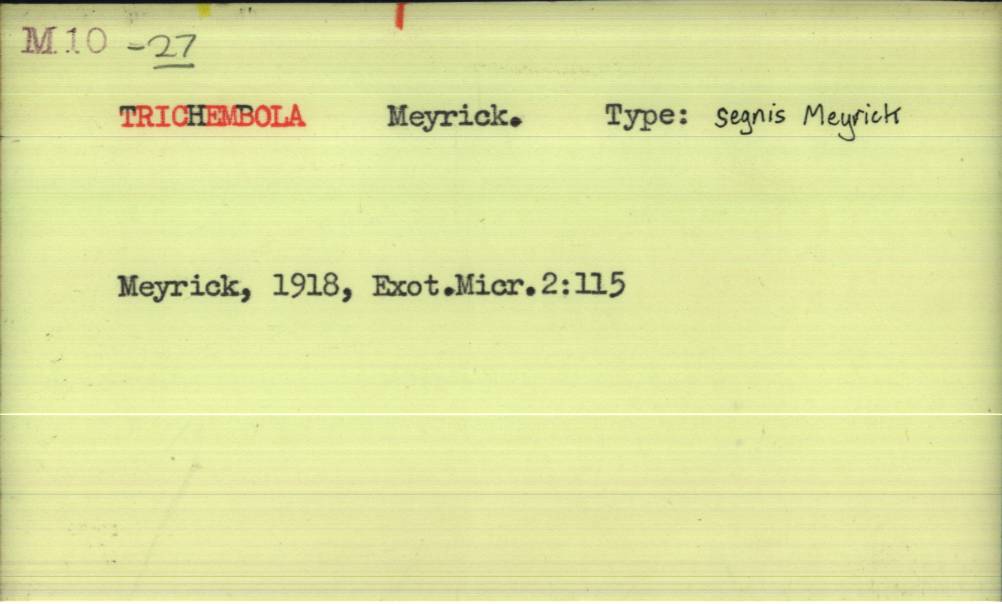 M 10 -27
TRICHEMBOLA Meyrick. Type: segnis Meyrick
Meyrick, 1918, Exot.Micr.2:115